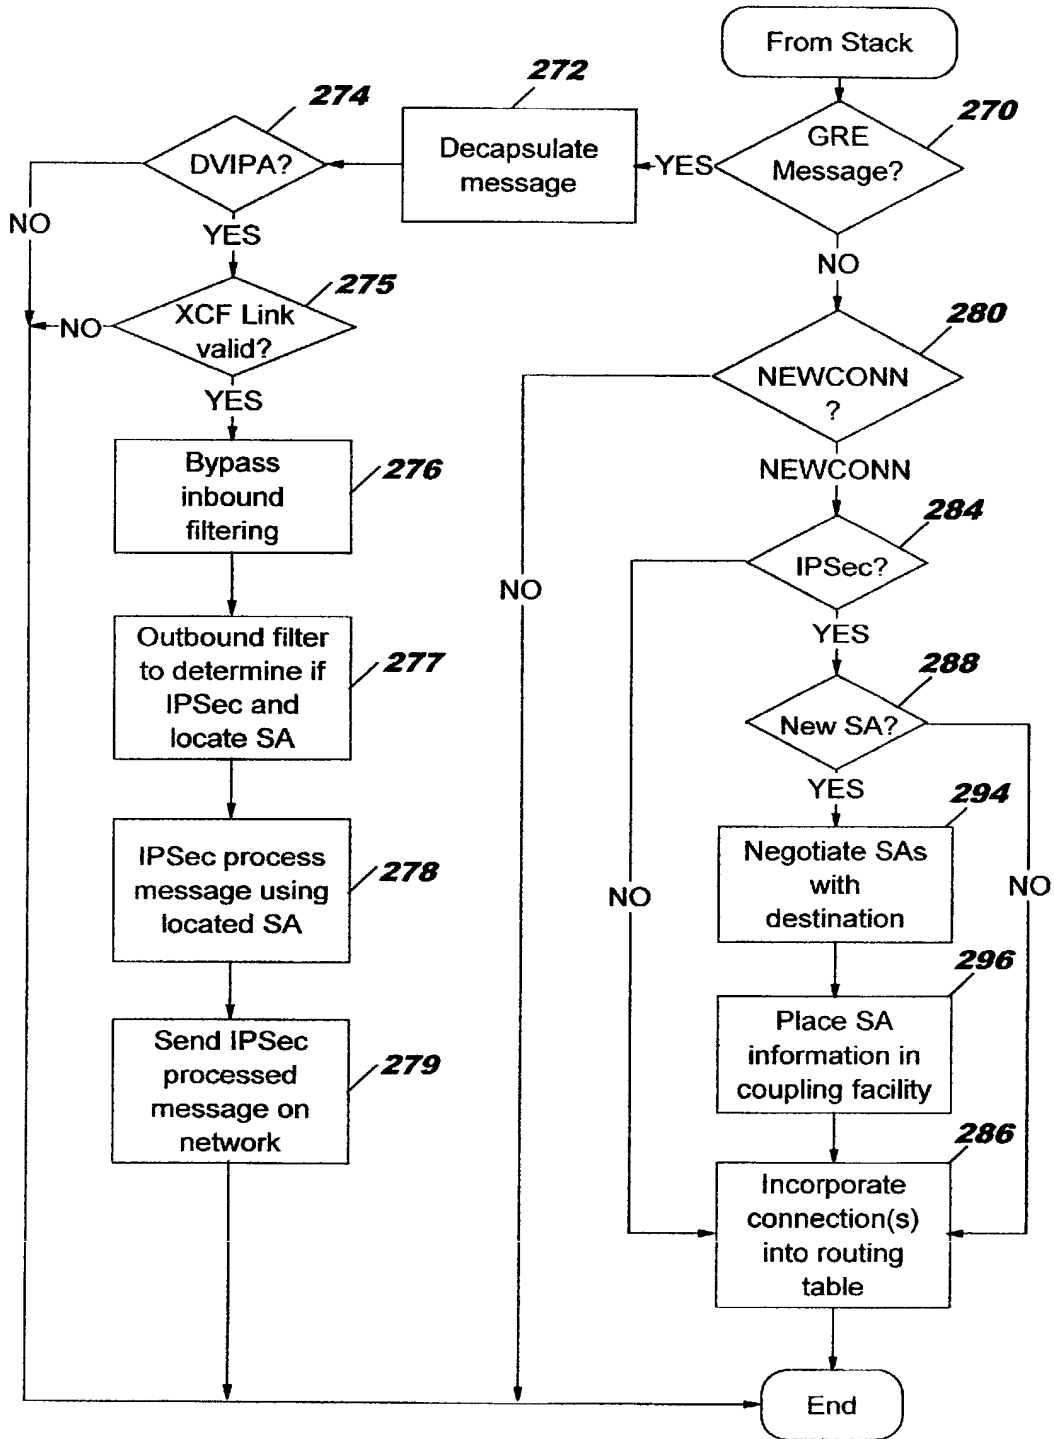 From Stack
272
274
270
GRE
Message?
Decapsulate
message
DVIPA?
YES
NO
YES
NO
275
XCF Link
valid?
NO
280
NEWCONN
?
YES
Bypass
inbound
filtering
276
NEWCONN
284
IPSec?
NO
YES
Outbound filter
to determine if
IPSec and
locate SA
277
288
New SA?
YES
294
IPSec process
message using
located SA
278
Negotiate SAs
with
destination
NO
NO
296
Send IPSec
processed
message on
network
279
Place SA
information in
coupling facility
286
Incorporate
connection(s)
into routing
table
End